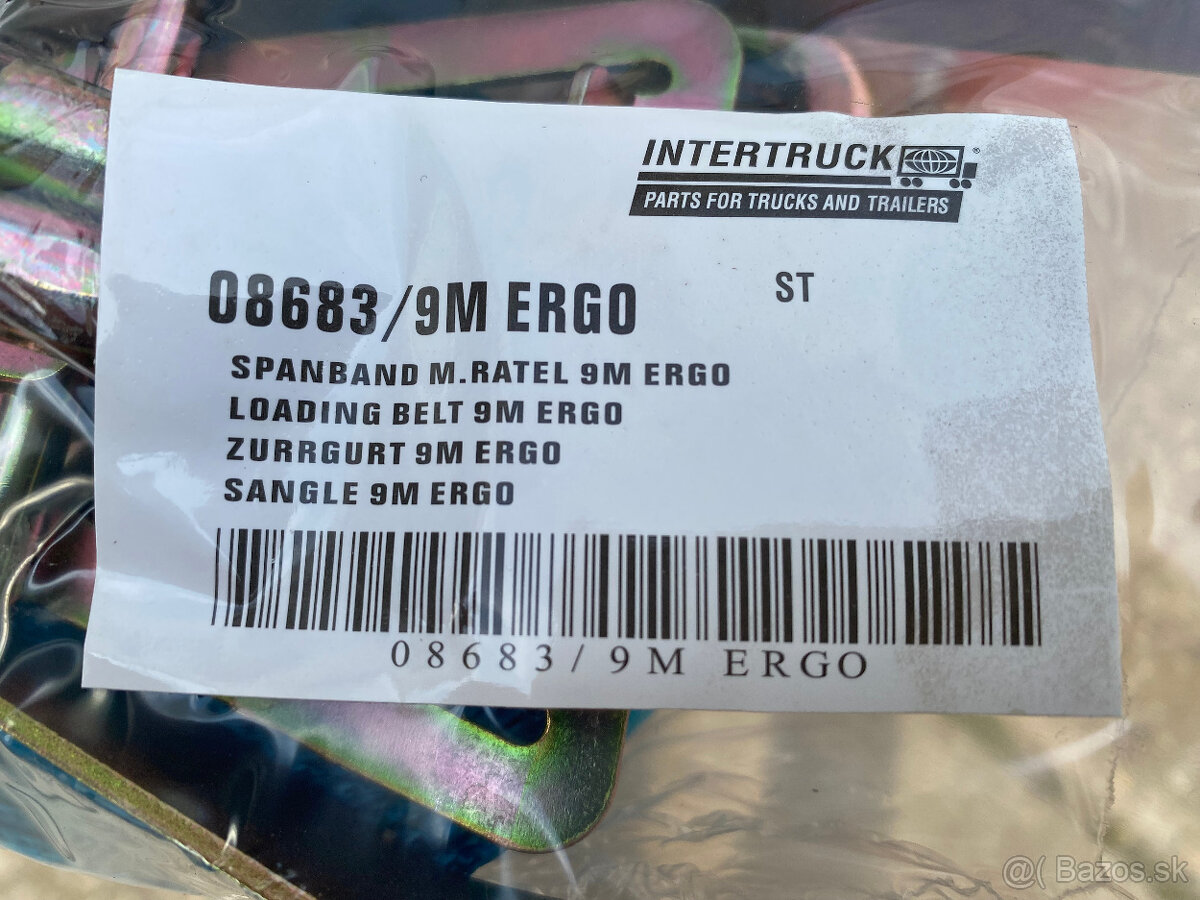 INTERTRUCK ®
PARTS FOR TRUCKS AND TRAILERS
08683/9M ERGO ST
SPANBAND M.RATEL 9M ERGO
LOADING BELT 9M ERGO
ZURRGURT 9M ERGO
SANGLE 9M ERGO
08683/9M ERGO
@( Bazos.sk